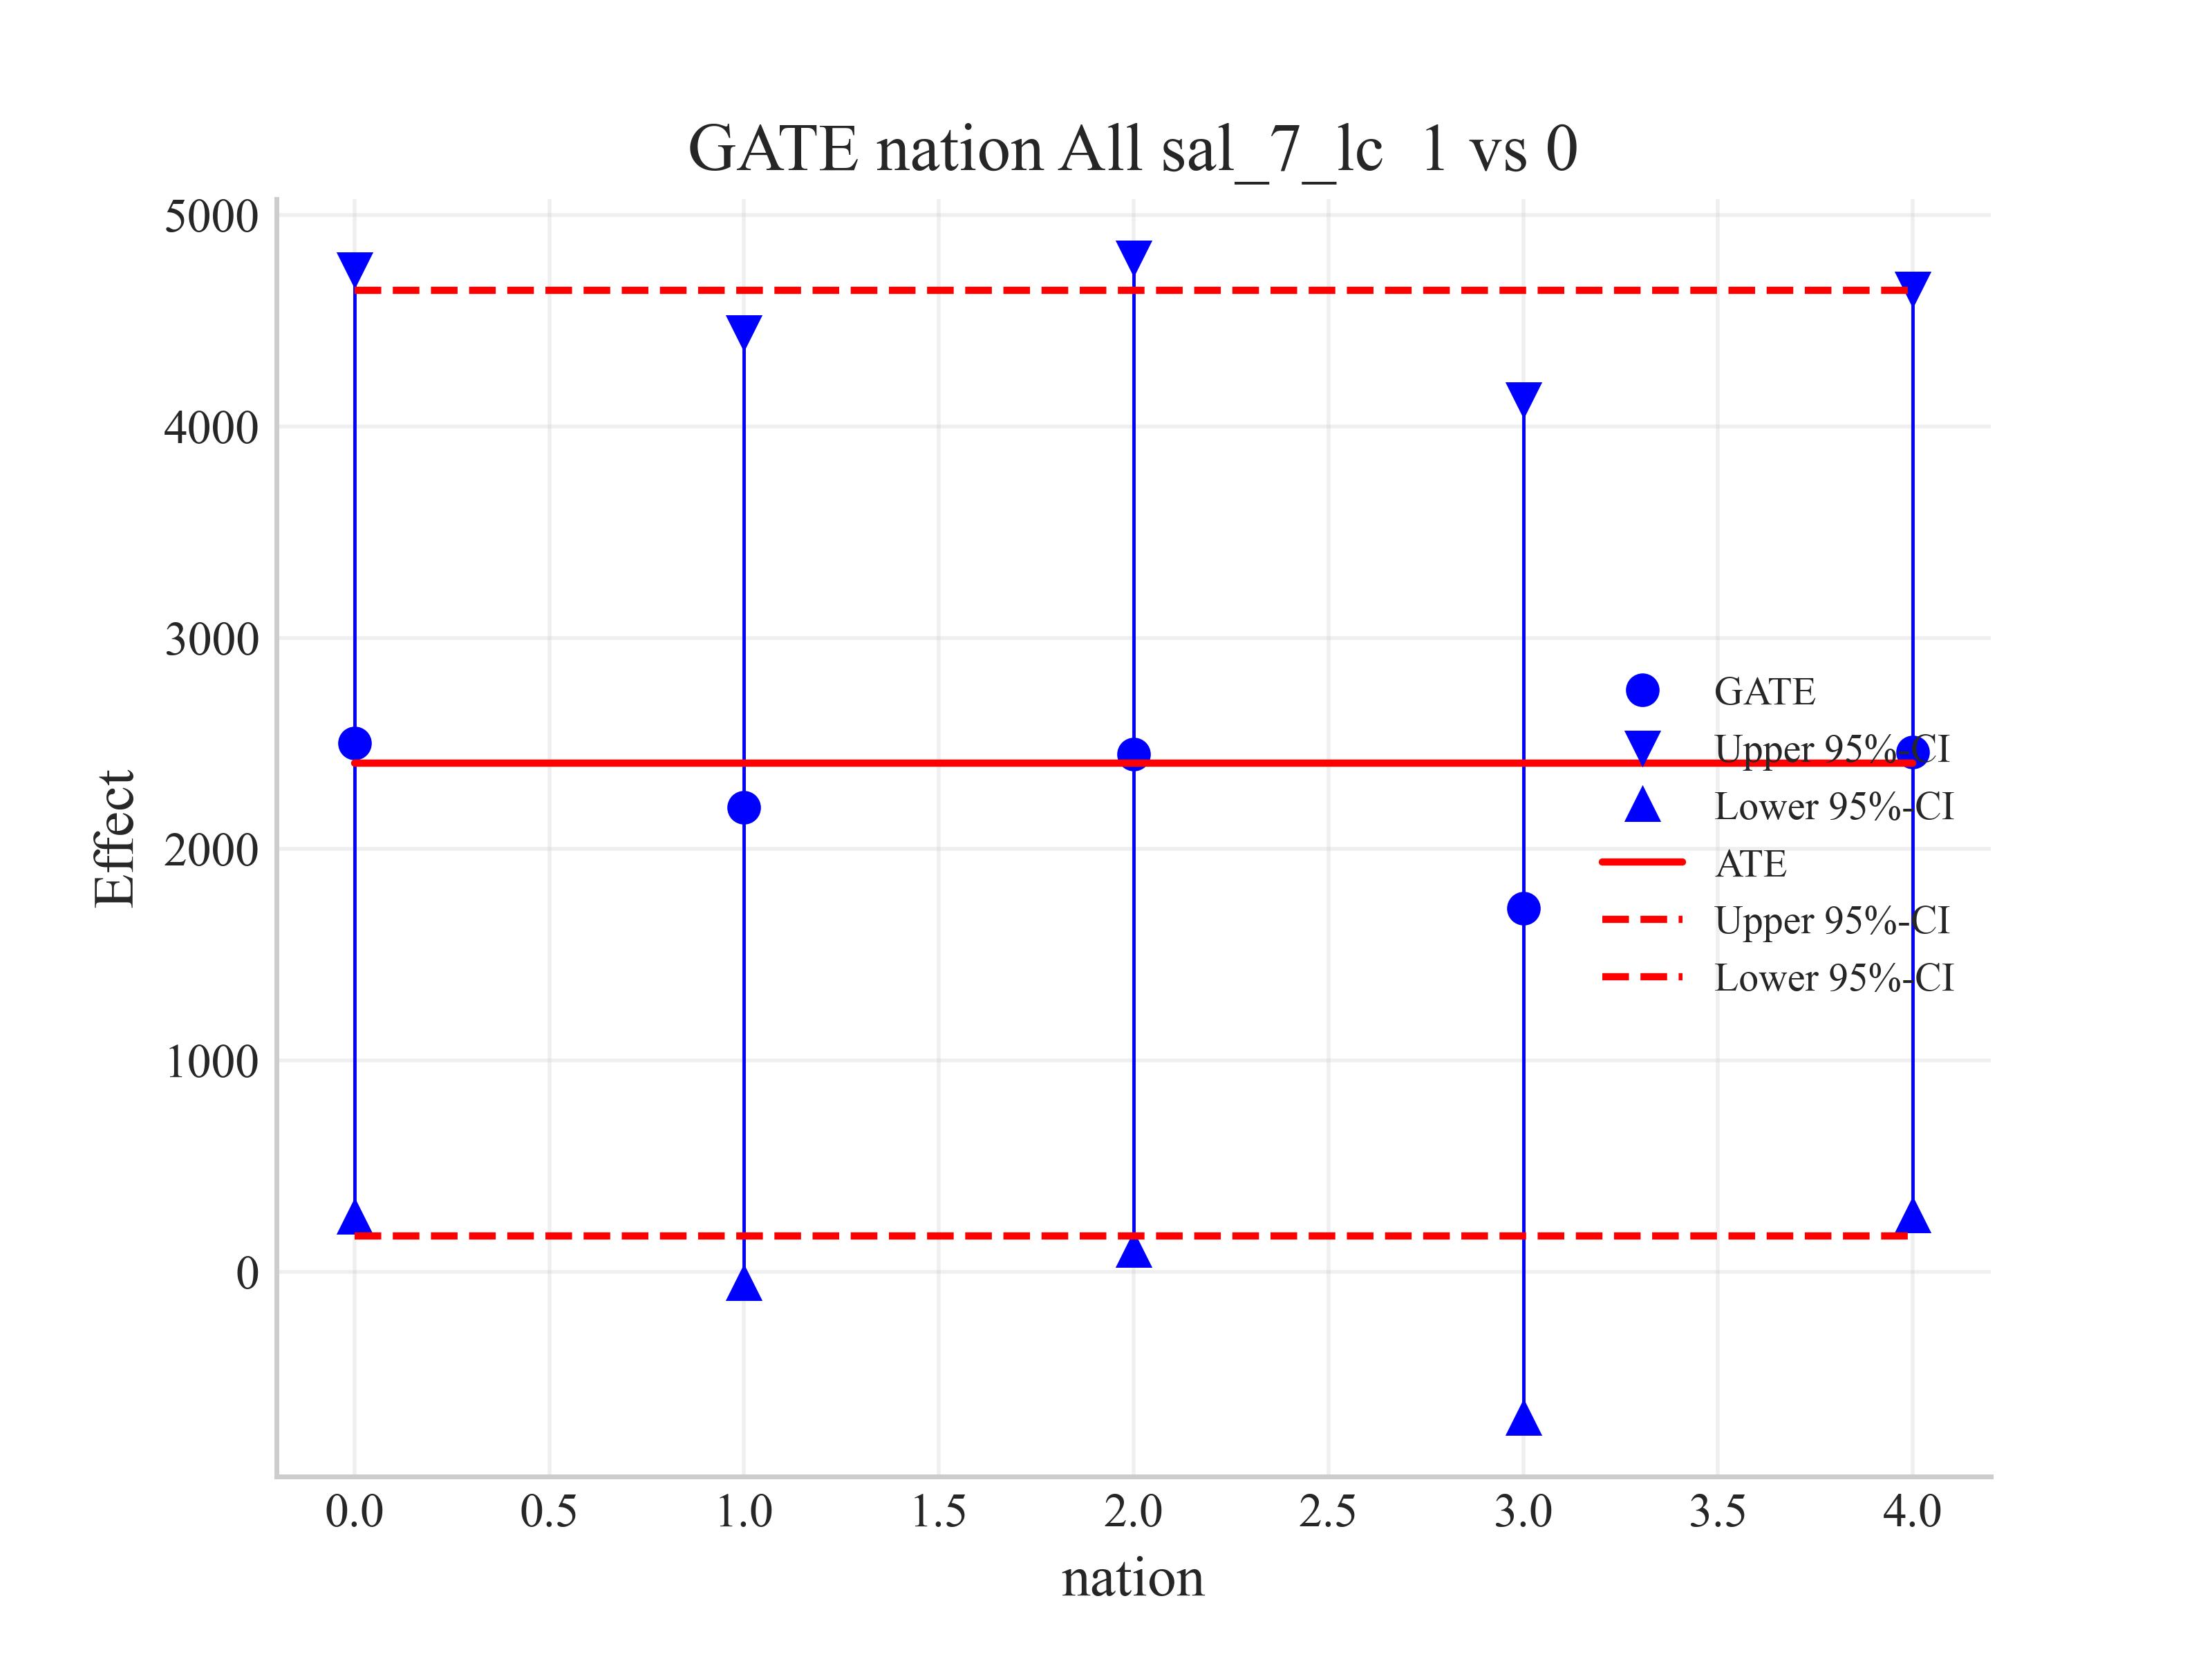 GATE nation All sal_7_lc  1 vs 0
5000
4000
3000
2000
1000
0
Effect
GATE
Upper 95%-CI
Lower 95%-CI
ATE
Upper 95%-CI
Lower 95%-CI
0.0 0.5 1.0 1.5 2.0 2.5 3.0 3.5 4.0
nation